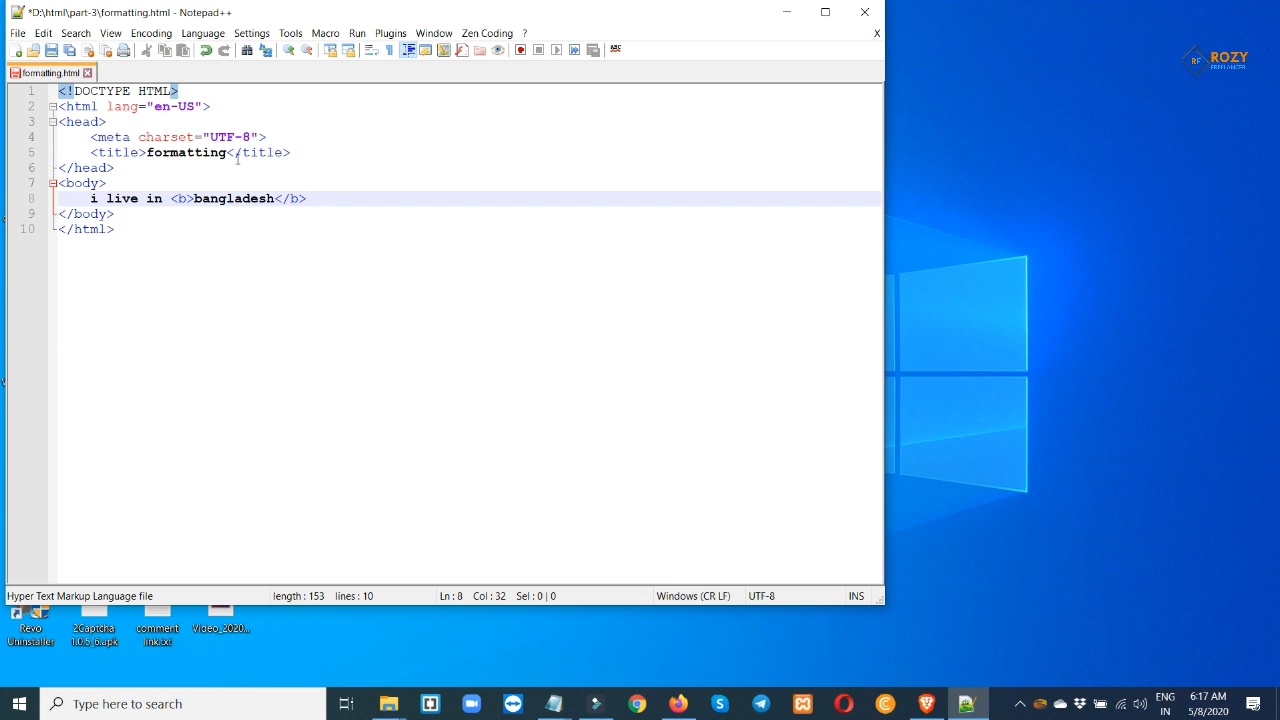 *D:\html\part-3\formatting.html - Notepad++
File Edit Search View Encoding Language Settings Tools Macro Run Plugins Window Zen Coding ? X
formatting.html
1 <!DOCTYPE HTML>
2 <html lang="en-US">
3 <head>
4 <meta charset="UTF-8">
5 <title>formatting</title>
6 </head>
7 <body>
8 i live in <b>bangladesh</b>
9 </body>
10 </html>
Hyper Text Markup Language file length : 153 lines : 10 Ln : 8 Col : 32 Sel : 0 | 0 Windows (CR LF) UTF-8 INS
RF ROZY
FREELANCER
Revo Uninstaller
2Captcha 1.0.5_6.apk
comment link.txt
Video_2020...
Type here to search
ENG
IN
6:17 AM
5/8/2020